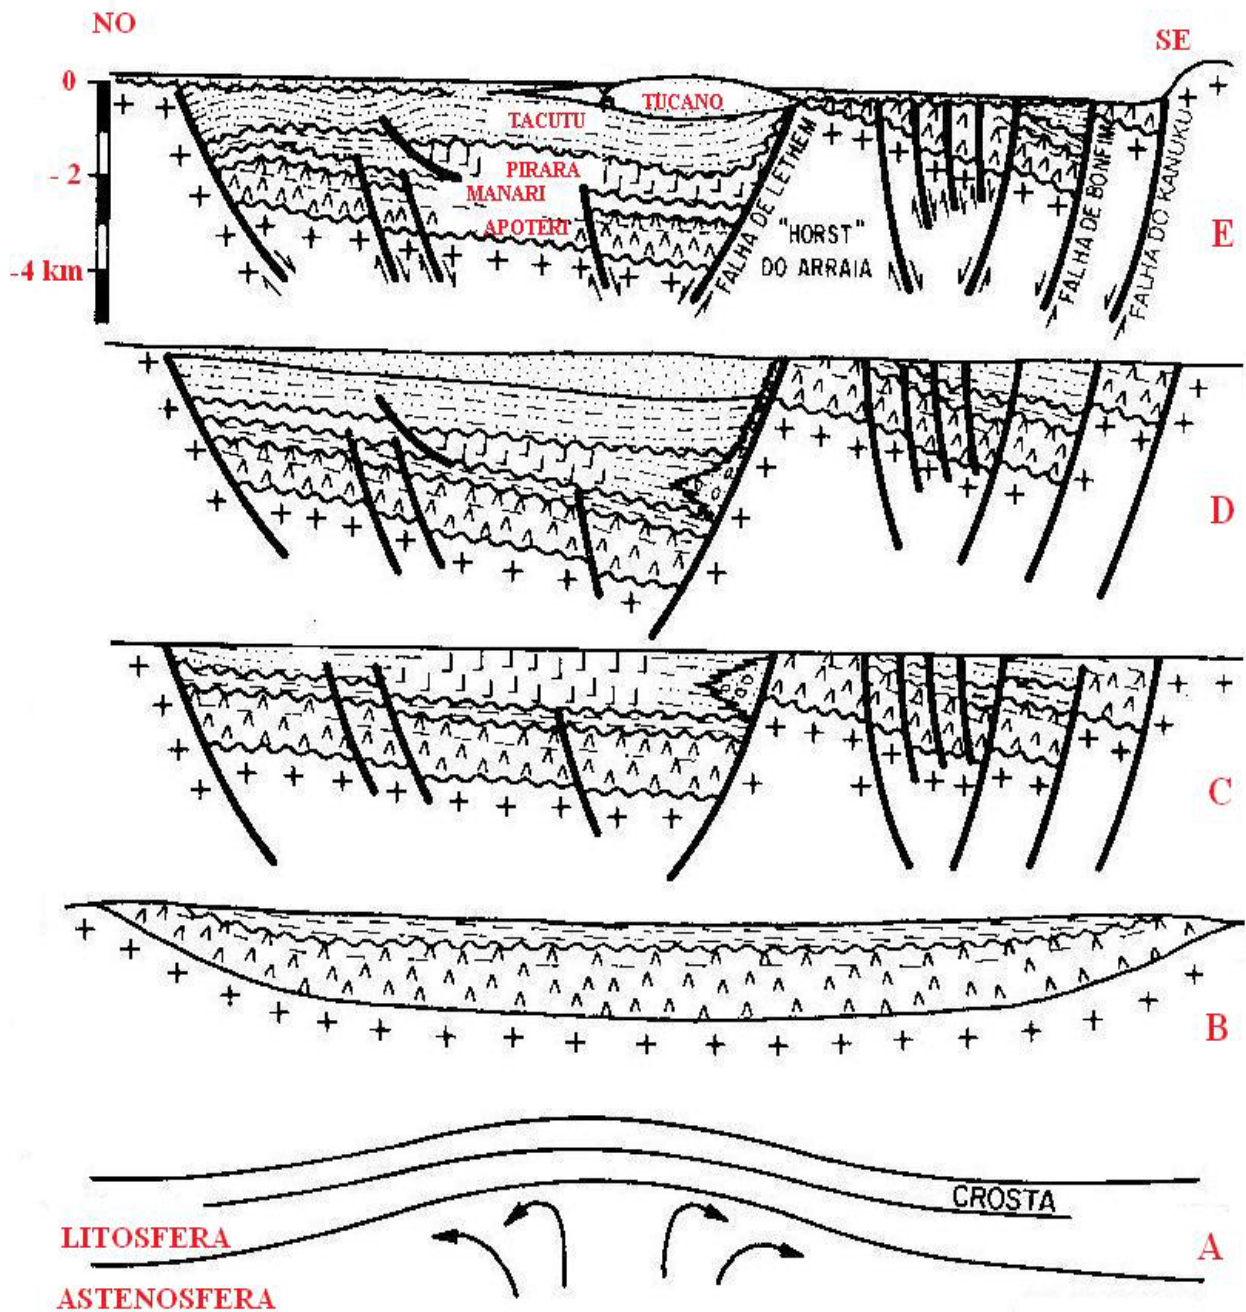 NO
SE
0
- 2
-4 km
TUCANO
TACUTU
PIRARA
MANARI
APOTERI
FALHA DE LETHEM
"HORST"
DO ARRAIA
FALHA DE BONFIM
FALHA DO KANUKU
E
D
C
B
CROSTA
LITOSFERA
A
ASTENOSFERA